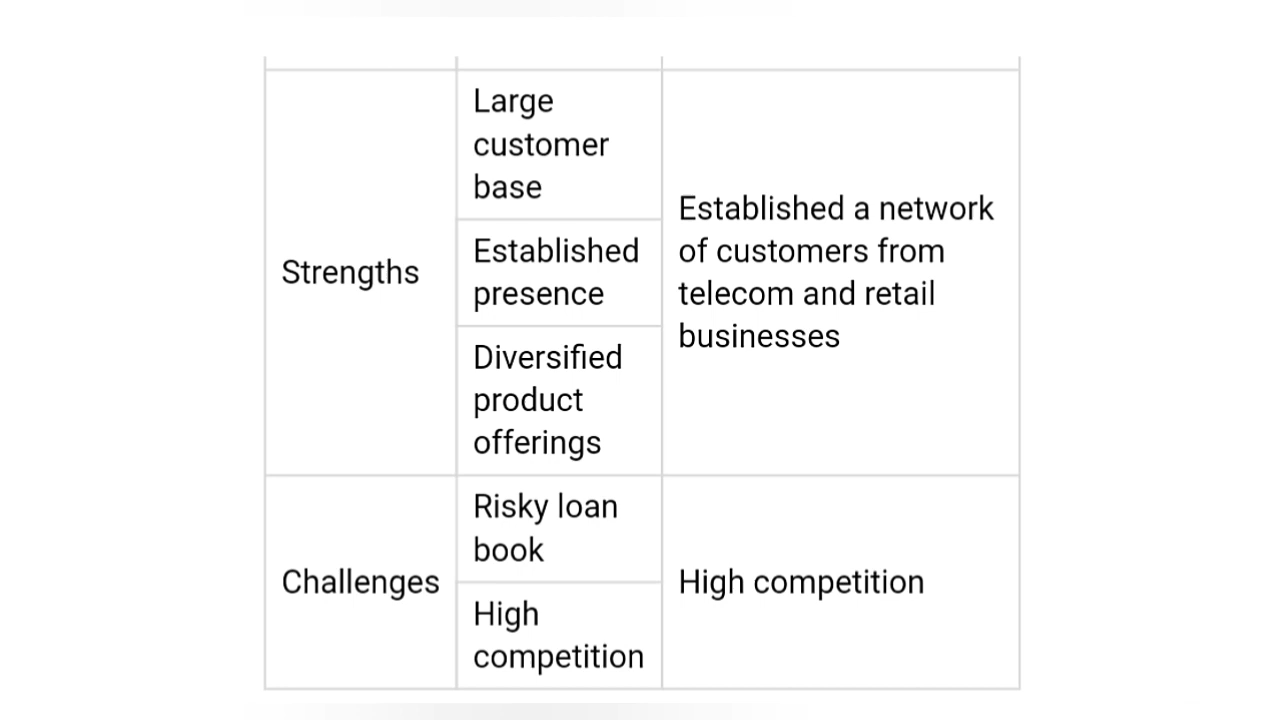 Strengths
Large
customer
base
Established
presence
Diversified
product
offerings
Established a network
of customers from
telecom and retail
businesses
Challenges
Risky loan
book
High
competition
High competition